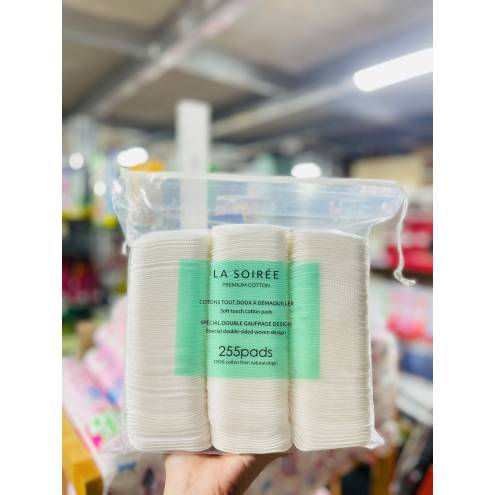 LA SOIRÉE
PREMIUM COTTON
COTONS TOUT DOUX À DÉMAQUILLER
Soft touch cotton pads
SPÉCIAL DOUBLE GAUFRAGE DESIGN
Special double-sided woven design
255pads
100% cotton from natural origin